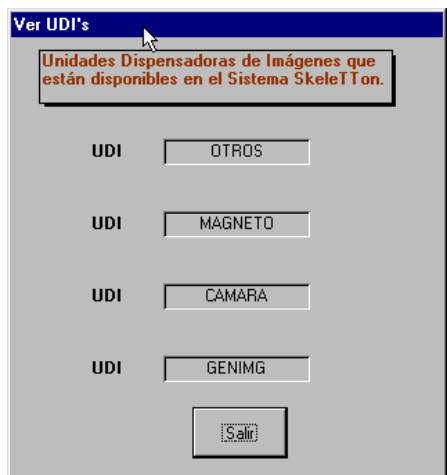 Ver UDI's
Unidades Dispensadoras de Imágenes que
están disponibles en el Sistema SkeleTTon.
UDI OTROS
UDI MAGNETO
UDI CAMARA
UDI GENIMG
Salir